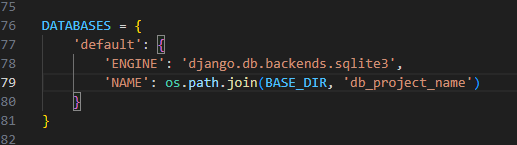 75
76 DATABASES = {
77     'default': {
78         'ENGINE': 'django.db.backends.sqlite3',
79         'NAME': os.path.join(BASE_DIR, 'db_project_name')
80     }
81 }
82